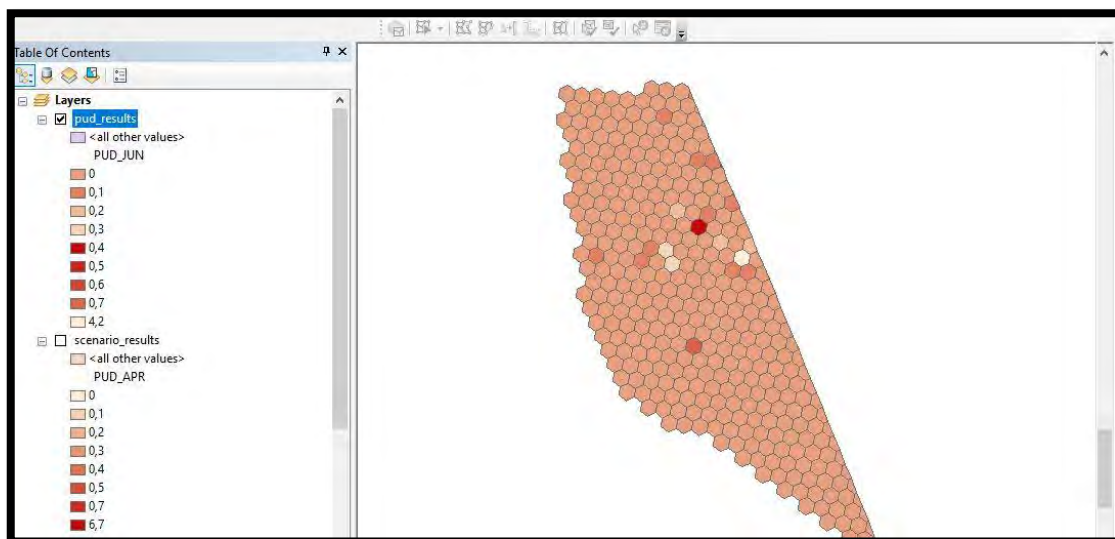 Table Of Contents
Layers
pud_results
<all other values>
PUD_JUN
0
0,1
0,2
0,3
0,4
0,5
0,6
0,7
4,2
scenario_results
<all other values>
PUD_APR
0
0,1
0,2
0,3
0,4
0,5
0,7
6,7